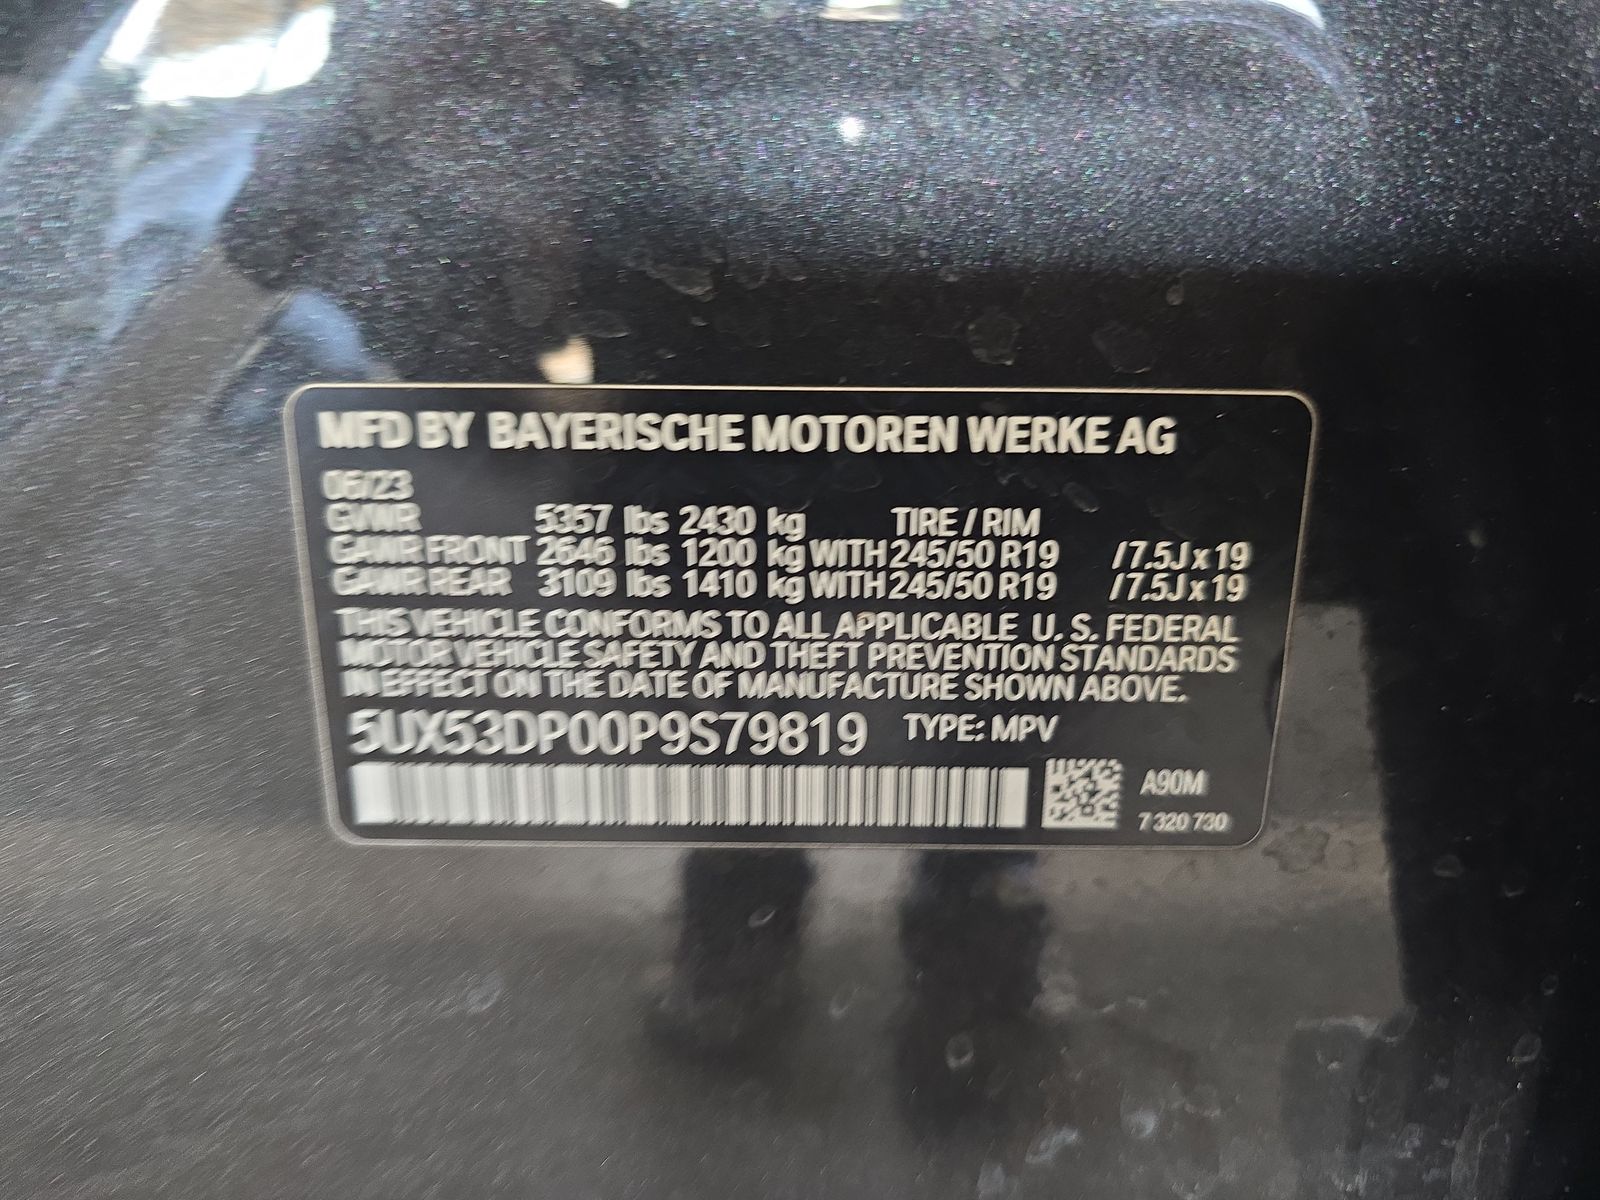 MFD BY BAYERISCHE MOTOREN WERKE AG
06/23
GVWR 5357 lbs 2430 kg TIRE / RIM
GAWR FRONT 2646 lbs 1200 kg WITH 245/50 R19 / 7.5J x 19
GAWR REAR 3109 lbs 1410 kg WITH 245/50 R19 / 7.5J x 19
THIS VEHICLE CONFORMS TO ALL APPLICABLE U. S. FEDERAL
MOTOR VEHICLE SAFETY AND THEFT PREVENTION STANDARDS
IN EFFECT ON THE DATE OF MANUFACTURE SHOWN ABOVE.
5UX53DP00P9S79819 TYPE: MPV
A90M
7 320 730